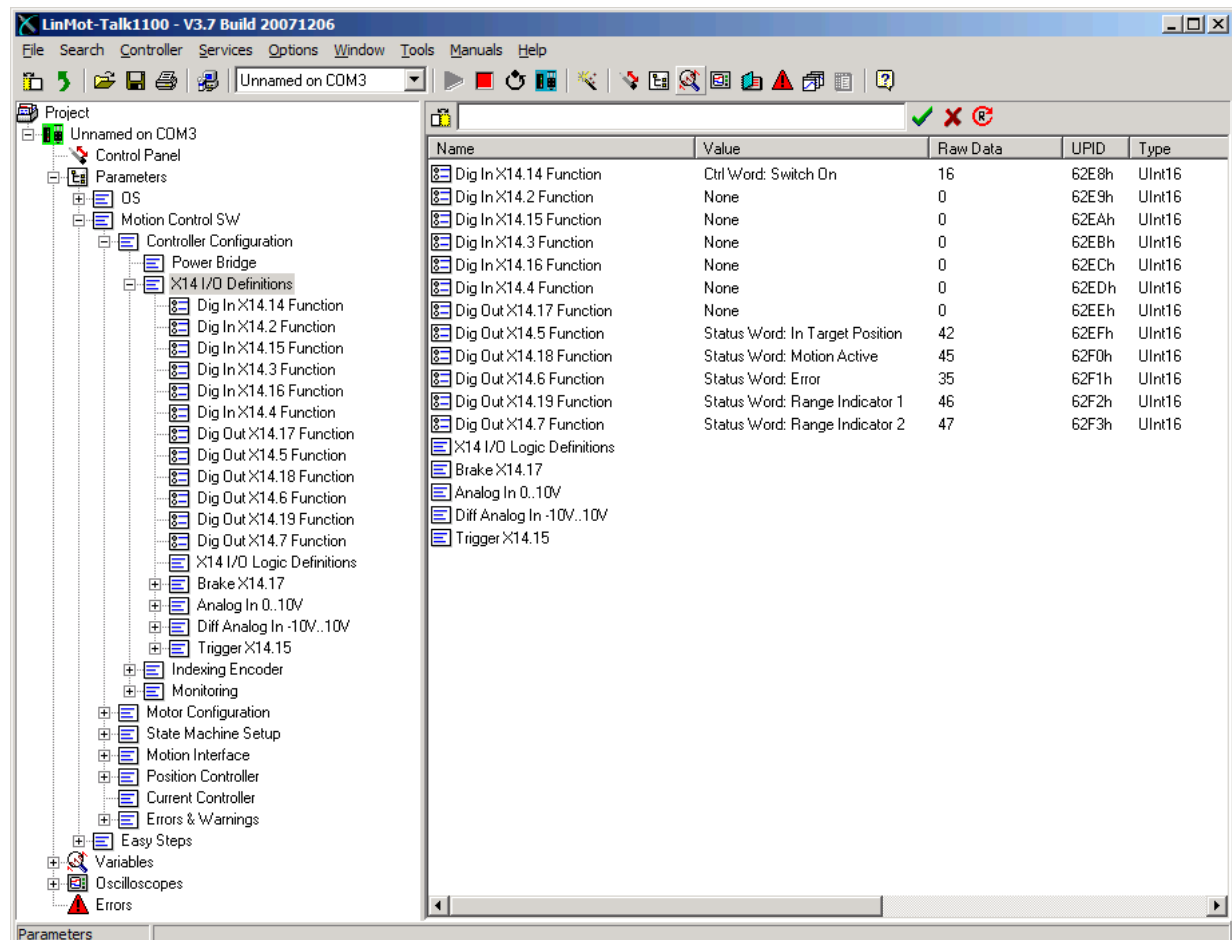 LinMot-Talk1100 - V3.7 Build 20071206
File Search Controller Services Options Window Tools Manuals Help
Unnamed on COM3
Project
Unnamed on COM3
Control Panel
Parameters
OS
Motion Control SW
Controller Configuration
Power Bridge
X14 I/O Definitions
Dig In X14.14 Function
Dig In X14.2 Function
Dig In X14.15 Function
Dig In X14.3 Function
Dig In X14.16 Function
Dig In X14.4 Function
Dig Out X14.17 Function
Dig Out X14.5 Function
Dig Out X14.18 Function
Dig Out X14.6 Function
Dig Out X14.19 Function
Dig Out X14.7 Function
X14 I/O Logic Definitions
Brake X14.17
Analog In 0..10V
Diff Analog In -10V..10V
Trigger X14.15
Indexing Encoder
Monitoring
Motor Configuration
State Machine Setup
Motion Interface
Position Controller
Current Controller
Errors & Warnings
Easy Steps
Variables
Oscilloscopes
Errors
Name Value Raw Data UPID Type
Dig In X14.14 Function Ctrl Word: Switch On 16 62E8h UInt16
Dig In X14.2 Function None 0 62E9h UInt16
Dig In X14.15 Function None 0 62EAh UInt16
Dig In X14.3 Function None 0 62EBh UInt16
Dig In X14.16 Function None 0 62ECh UInt16
Dig In X14.4 Function None 0 62EDh UInt16
Dig Out X14.17 Function None 0 62EEh UInt16
Dig Out X14.5 Function Status Word: In Target Position 42 62EFh UInt16
Dig Out X14.18 Function Status Word: Motion Active 45 62F0h UInt16
Dig Out X14.6 Function Status Word: Error 35 62F1h UInt16
Dig Out X14.19 Function Status Word: Range Indicator 1 46 62F2h UInt16
Dig Out X14.7 Function Status Word: Range Indicator 2 47 62F3h UInt16
X14 I/O Logic Definitions
Brake X14.17
Analog In 0..10V
Diff Analog In -10V..10V
Trigger X14.15
Parameters